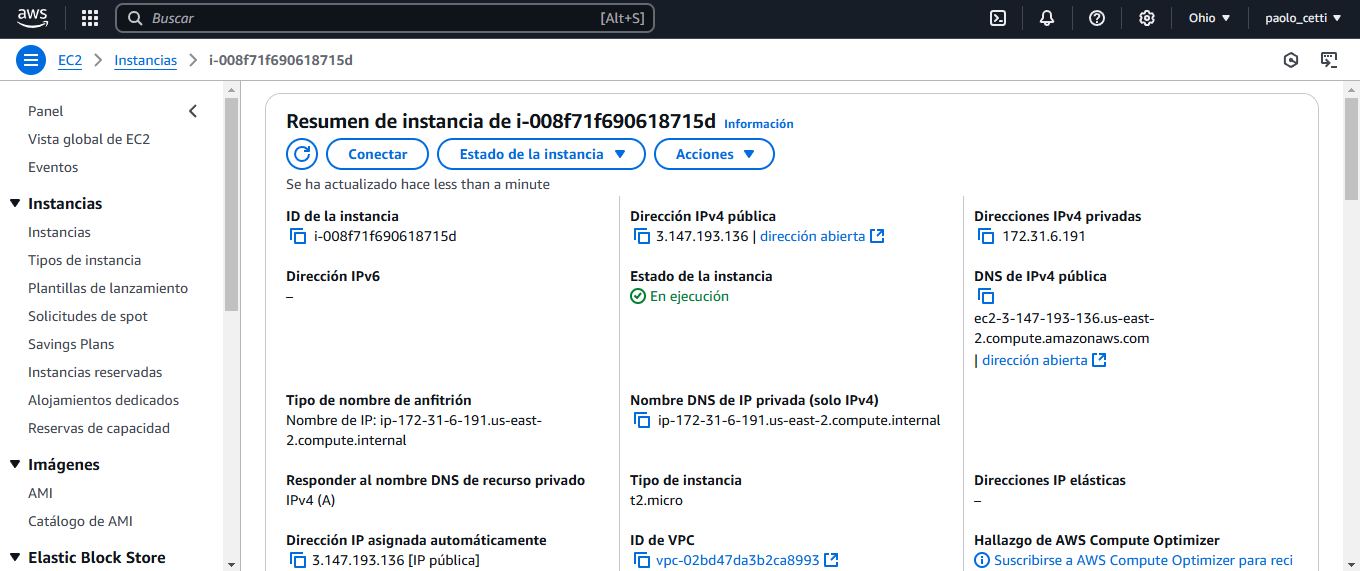 aws
Buscar [Alt+S]
Ohio
paolo_cetti
EC2
Instancias
i-008f71f690618715d
Panel
Vista global de EC2
Eventos
Instancias
Instancias
Tipos de instancia
Plantillas de lanzamiento
Solicitudes de spot
Savings Plans
Instancias reservadas
Alojamientos dedicados
Reservas de capacidad
Imágenes
AMI
Catálogo de AMI
Elastic Block Store
Resumen de instancia de i-008f71f690618715d Información
Conectar
Estado de la instancia
Acciones
Se ha actualizado hace less than a minute
ID de la instancia
i-008f71f690618715d
Dirección IPv4 pública
3.147.193.136 | dirección abierta
Direcciones IPv4 privadas
172.31.6.191
Dirección IPv6
–
Estado de la instancia
En ejecución
DNS de IPv4 pública
ec2-3-147-193-136.us-east-
2.compute.amazonaws.com
| dirección abierta
Tipo de nombre de anfitrión
Nombre de IP: ip-172-31-6-191.us-east-
2.compute.internal
Nombre DNS de IP privada (solo IPv4)
ip-172-31-6-191.us-east-2.compute.internal
Responder al nombre DNS de recurso privado
IPv4 (A)
Tipo de instancia
t2.micro
Direcciones IP elásticas
–
Dirección IP asignada automáticamente
3.147.193.136 [IP pública]
ID de VPC
vpc-02bd47da3b2ca8993
Hallazgo de AWS Compute Optimizer
Suscribirse a AWS Compute Optimizer para reci